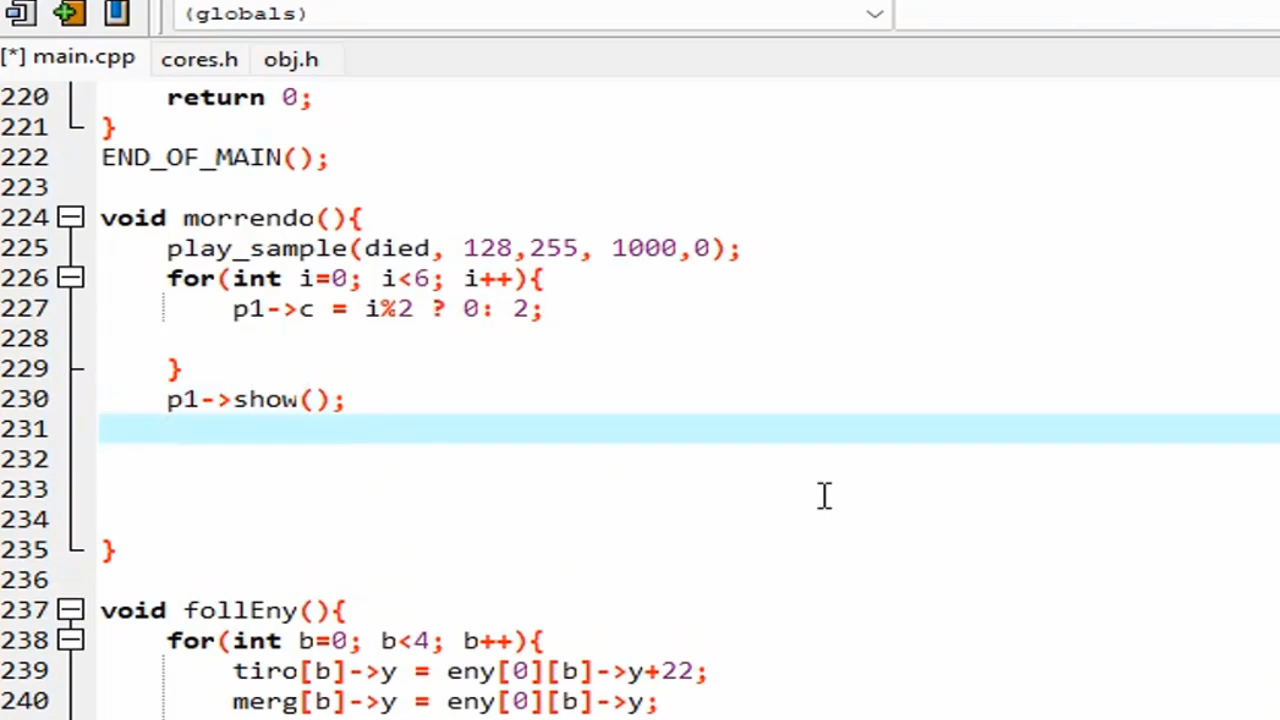 (globals)
[*] main.cpp cores.h obj.h
220 return 0;
221 }
222 END_OF_MAIN();
223
224 void morrendo(){
225 play_sample(died, 128,255, 1000,0);
226 for(int i=0; i<6; i++){
227 p1->c = i%2 ? 0: 2;
228
229 }
230 p1->show();
231
232
233
234
235 }
236
237 void follEny(){
238 for(int b=0; b<4; b++){
239 tiro[b]->y = eny[0][b]->y+22;
240 merg[b]->y = eny[0][b]->y;